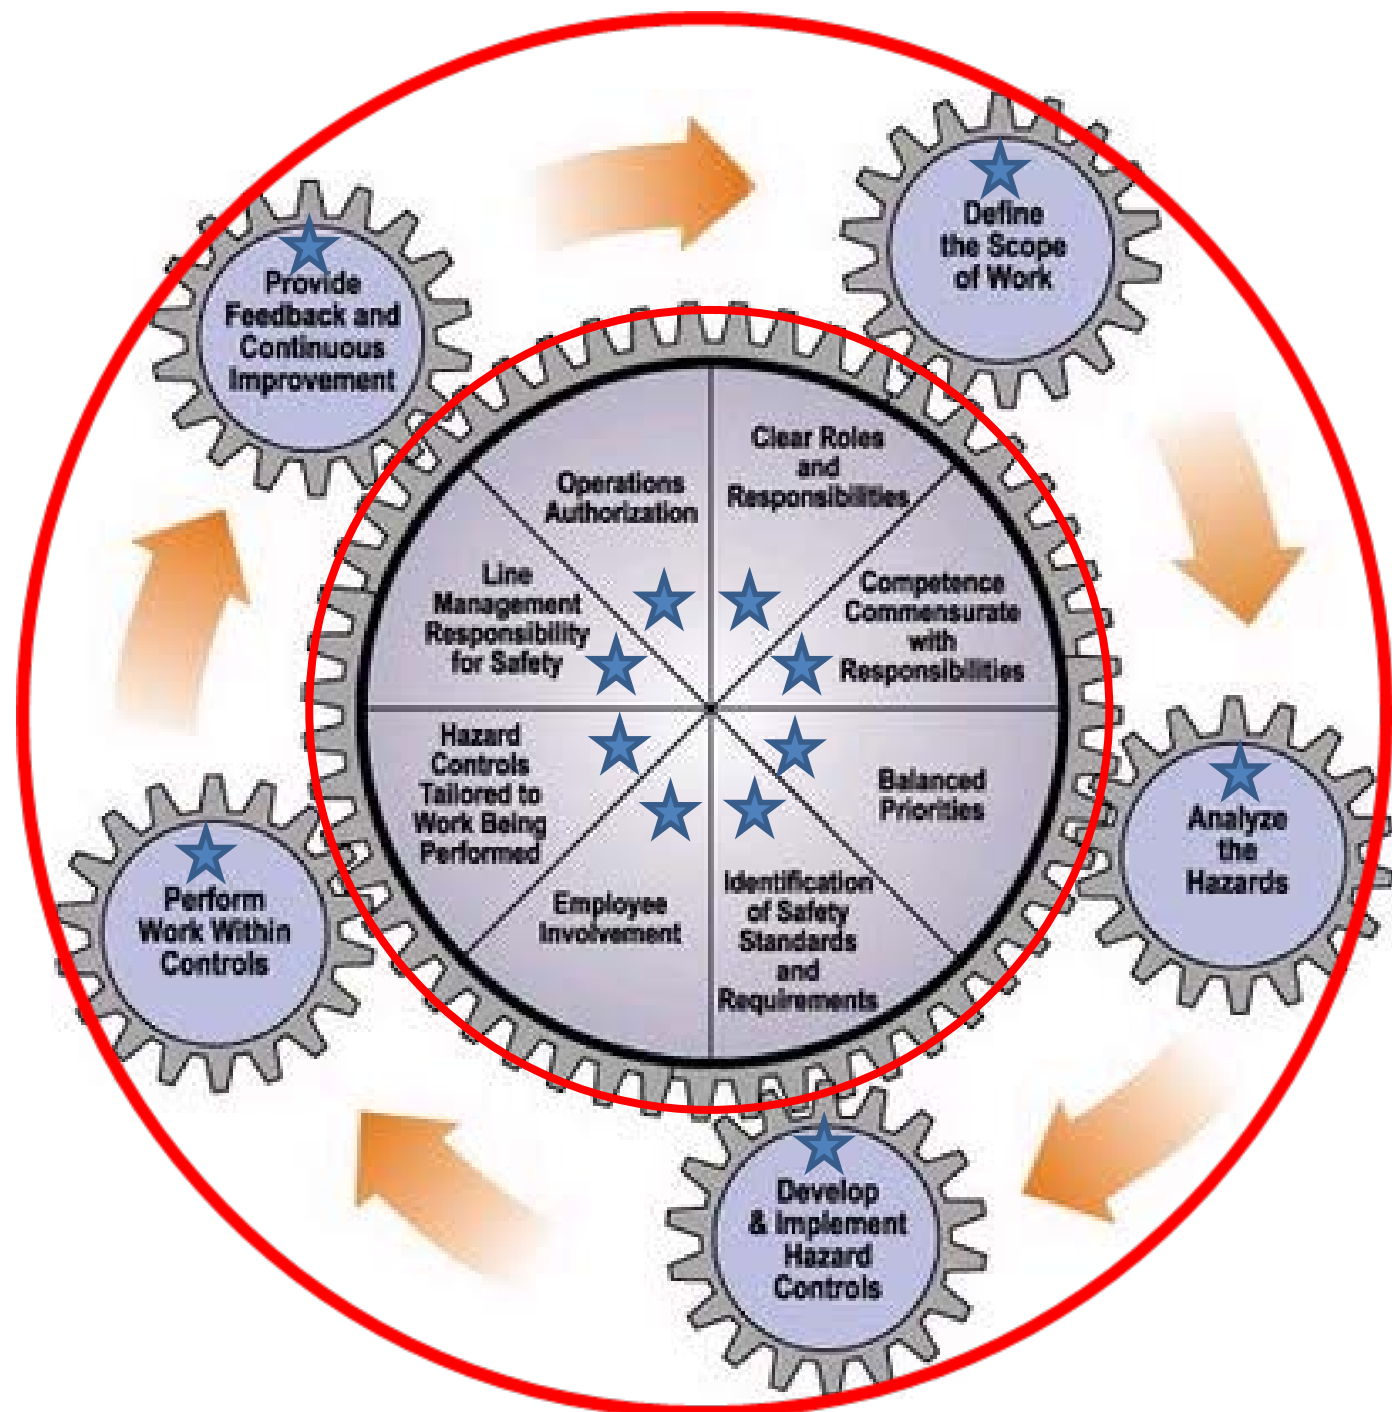 Define
the Scope
of Work
Provide
Feedback and
Continuous
Improvement
Clear Roles
and
Responsibilities
Operations
Authorization
Line
Management
Responsibility
for Safety
Competence
Commensurate
with
Responsibilities
Hazard
Controls
Tailored to
Work Being
Performed
Balanced
Priorities
Analyze
the
Hazards
Identification
of Safety
Standards
and
Requirements
Employee
Involvement
Perform
Work Within
Controls
Develop
& Implement
Hazard
Controls